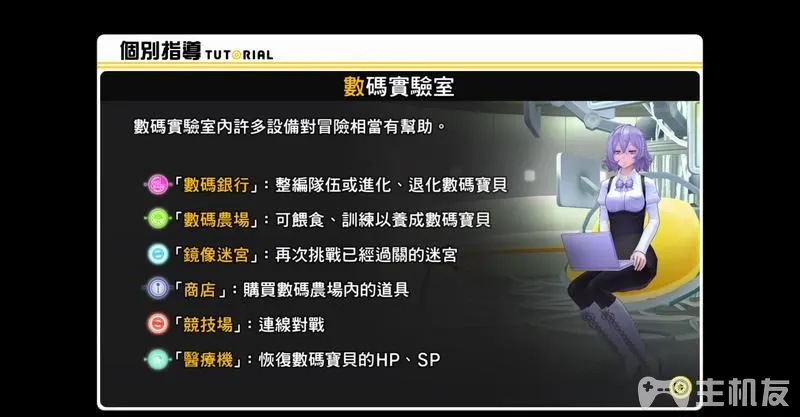 個別指導 TUTORIAL
數碼實驗室
數碼實驗室內許多設備對冒險相當有幫助。
「數碼銀行」：整編隊伍或進化、退化數碼寶貝
「數碼農場」：可餵食、訓練以養成數碼寶貝
「鏡像迷宮」：再次挑戰已經過關的迷宮
「商店」：購買數碼農場內的道具
「競技場」：連線對戰
「醫療機」：恢復數碼寶貝的HP、SP
主机友